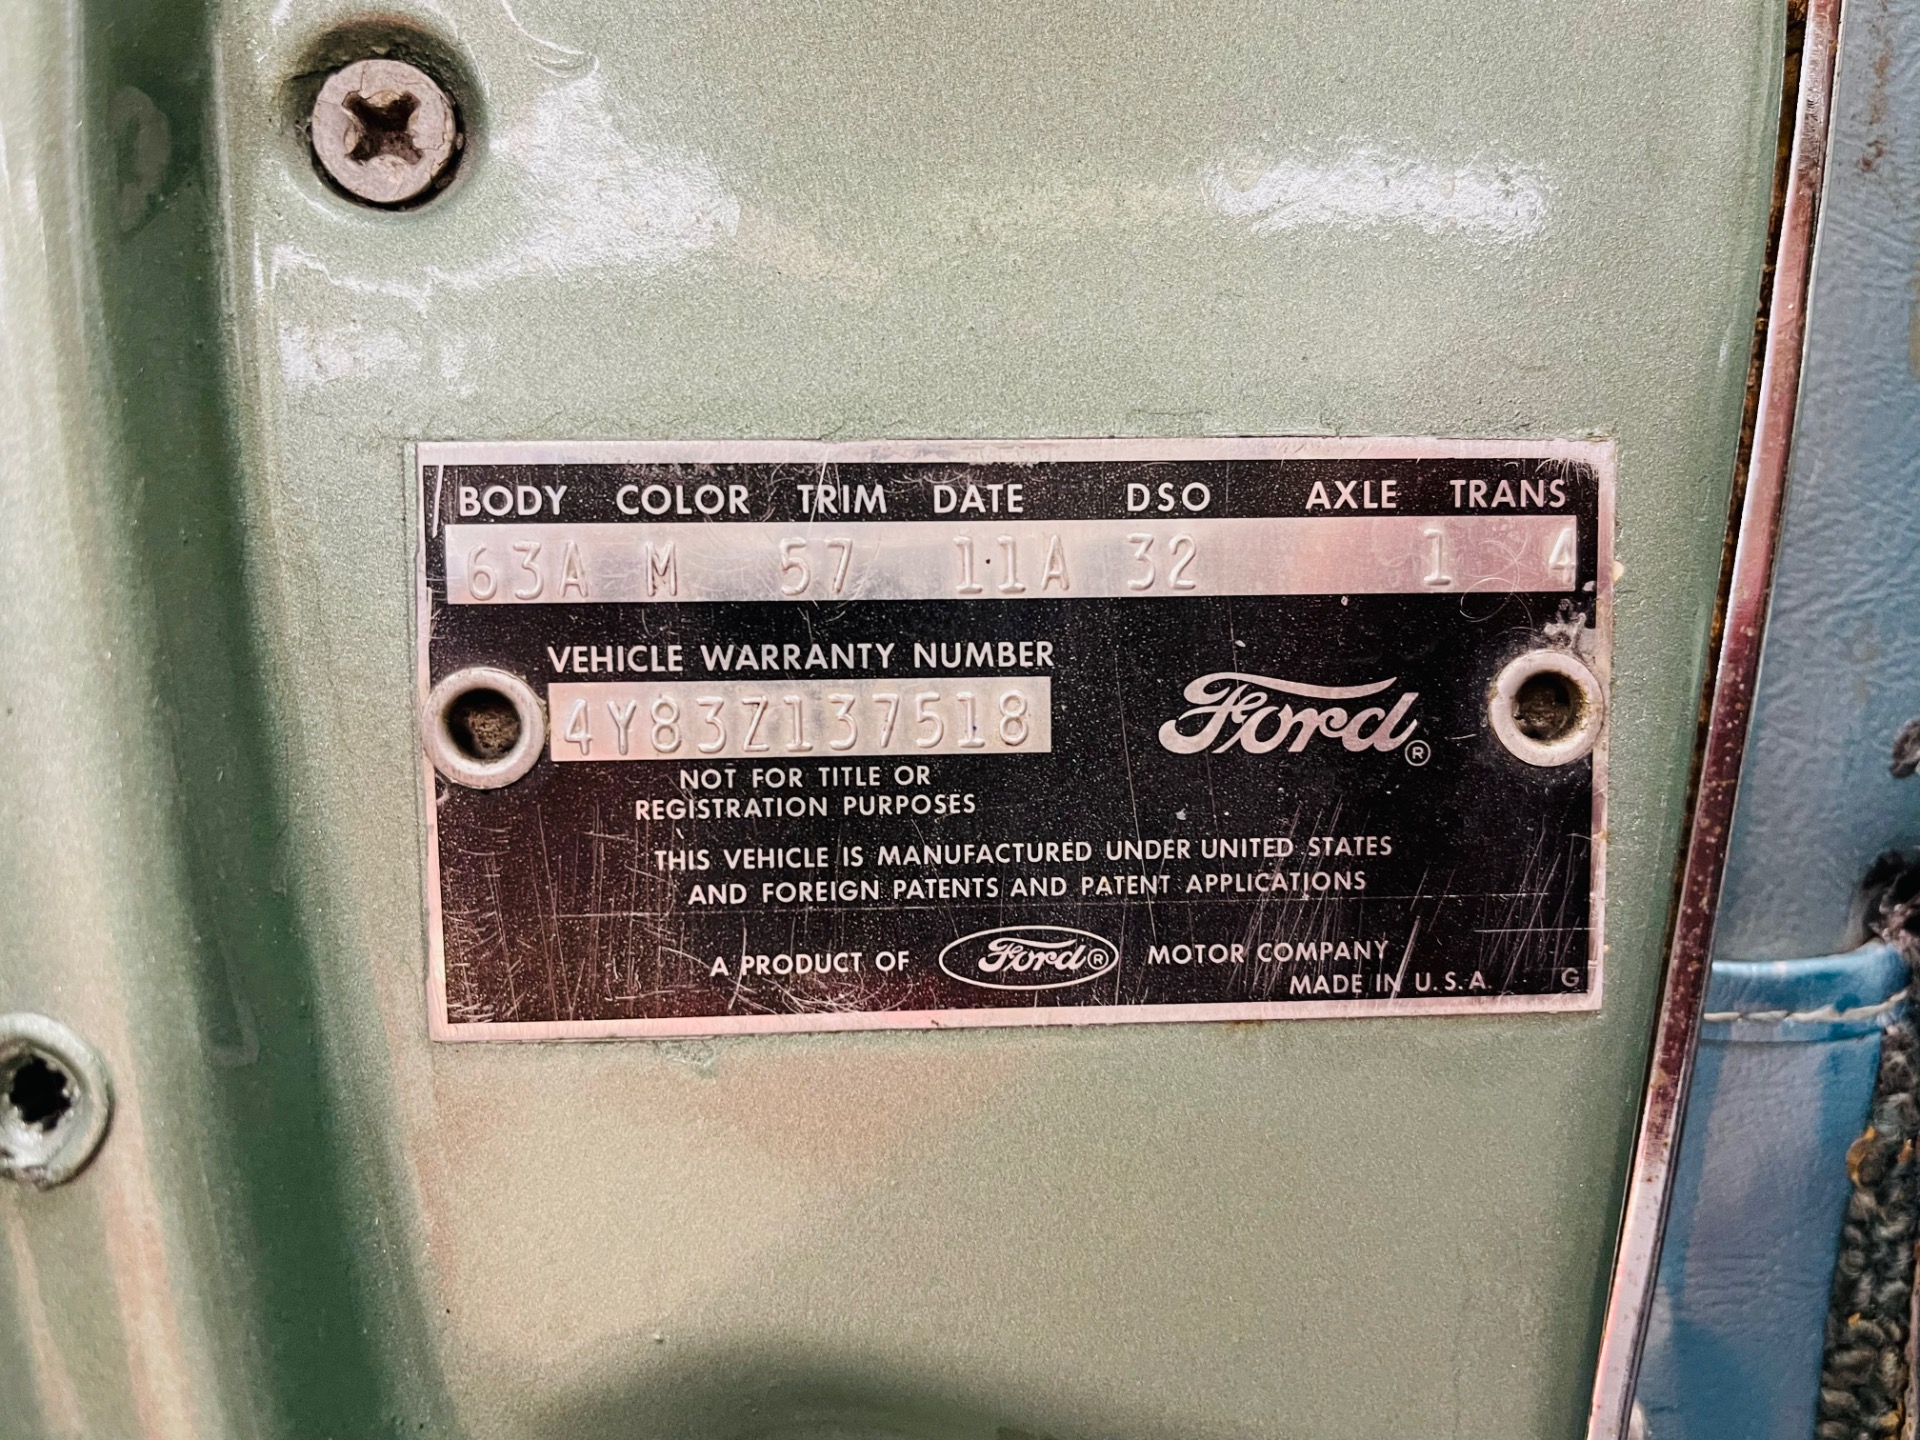 BODY COLOR TRIM DATE DSO AXLE TRANS
63A M 57 11A 32 1 4
VEHICLE WARRANTY NUMBER
4Y83Z137518
Ford®
NOT FOR TITLE OR
REGISTRATION PURPOSES
THIS VEHICLE IS MANUFACTURED UNDER UNITED STATES
AND FOREIGN PATENTS AND PATENT APPLICATIONS
A PRODUCT OF Ford® MOTOR COMPANY
MADE IN U.S.A. G